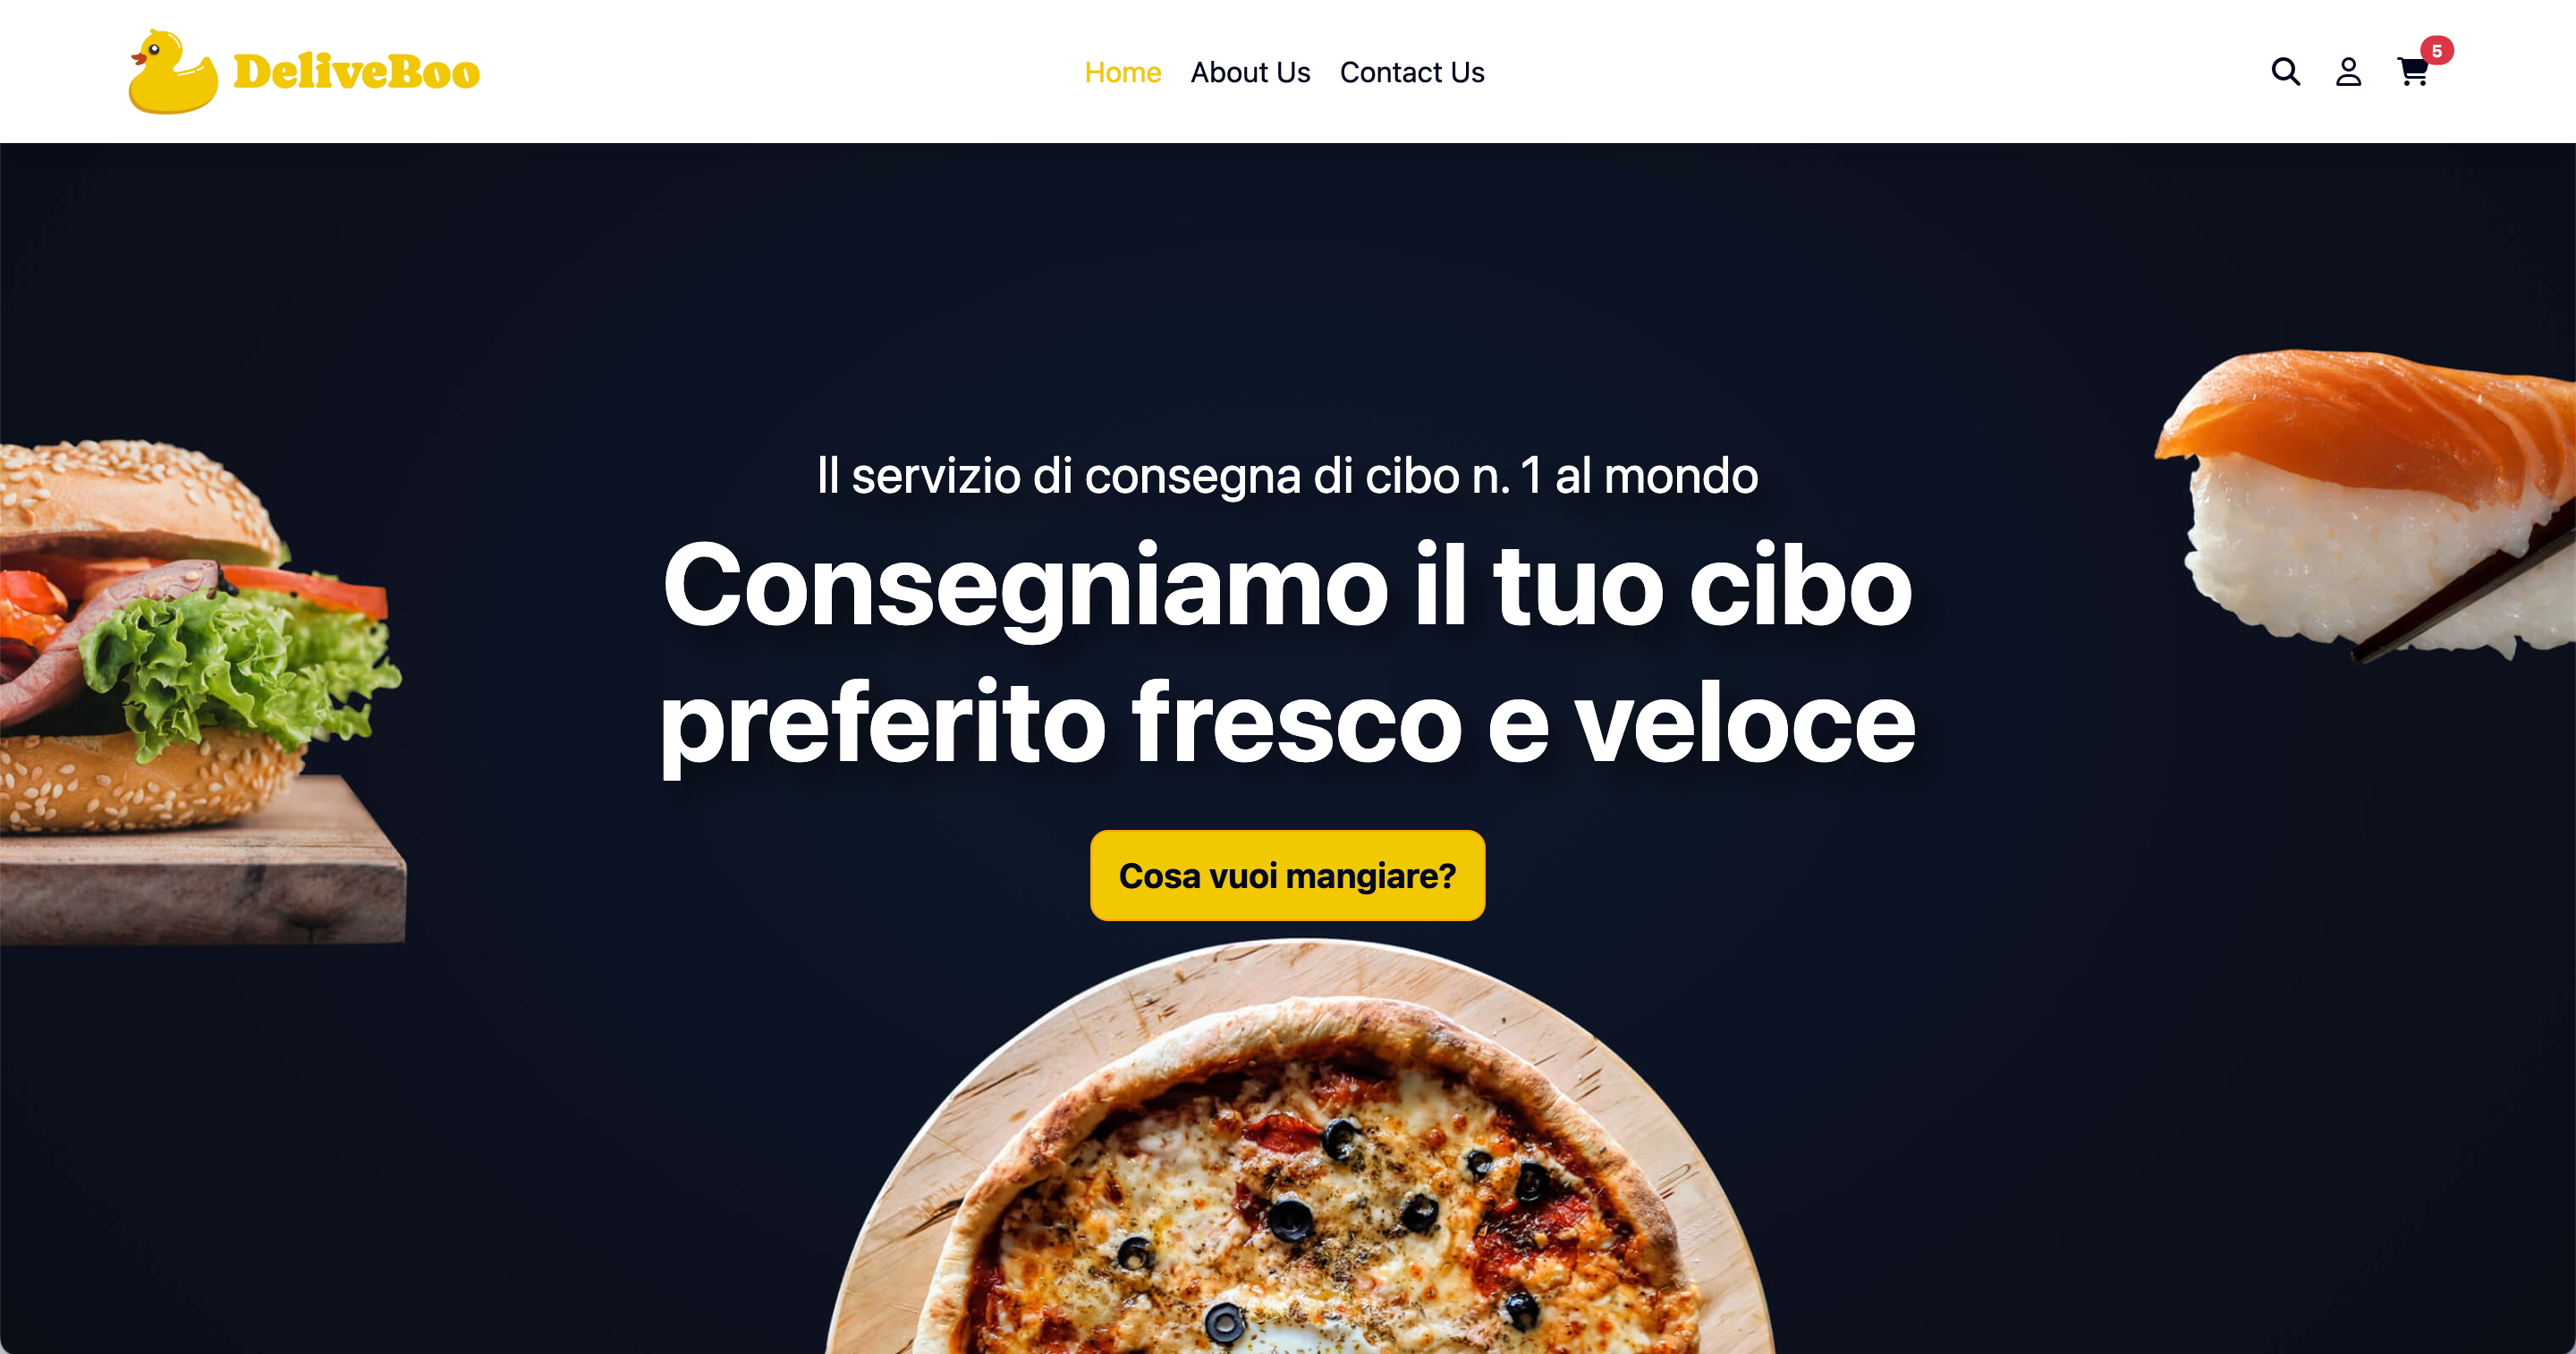 DeliveBoo
Home About Us Contact Us
5
Il servizio di consegna di cibo n. 1 al mondo
Consegniamo il tuo cibo
preferito fresco e veloce
Cosa vuoi mangiare?